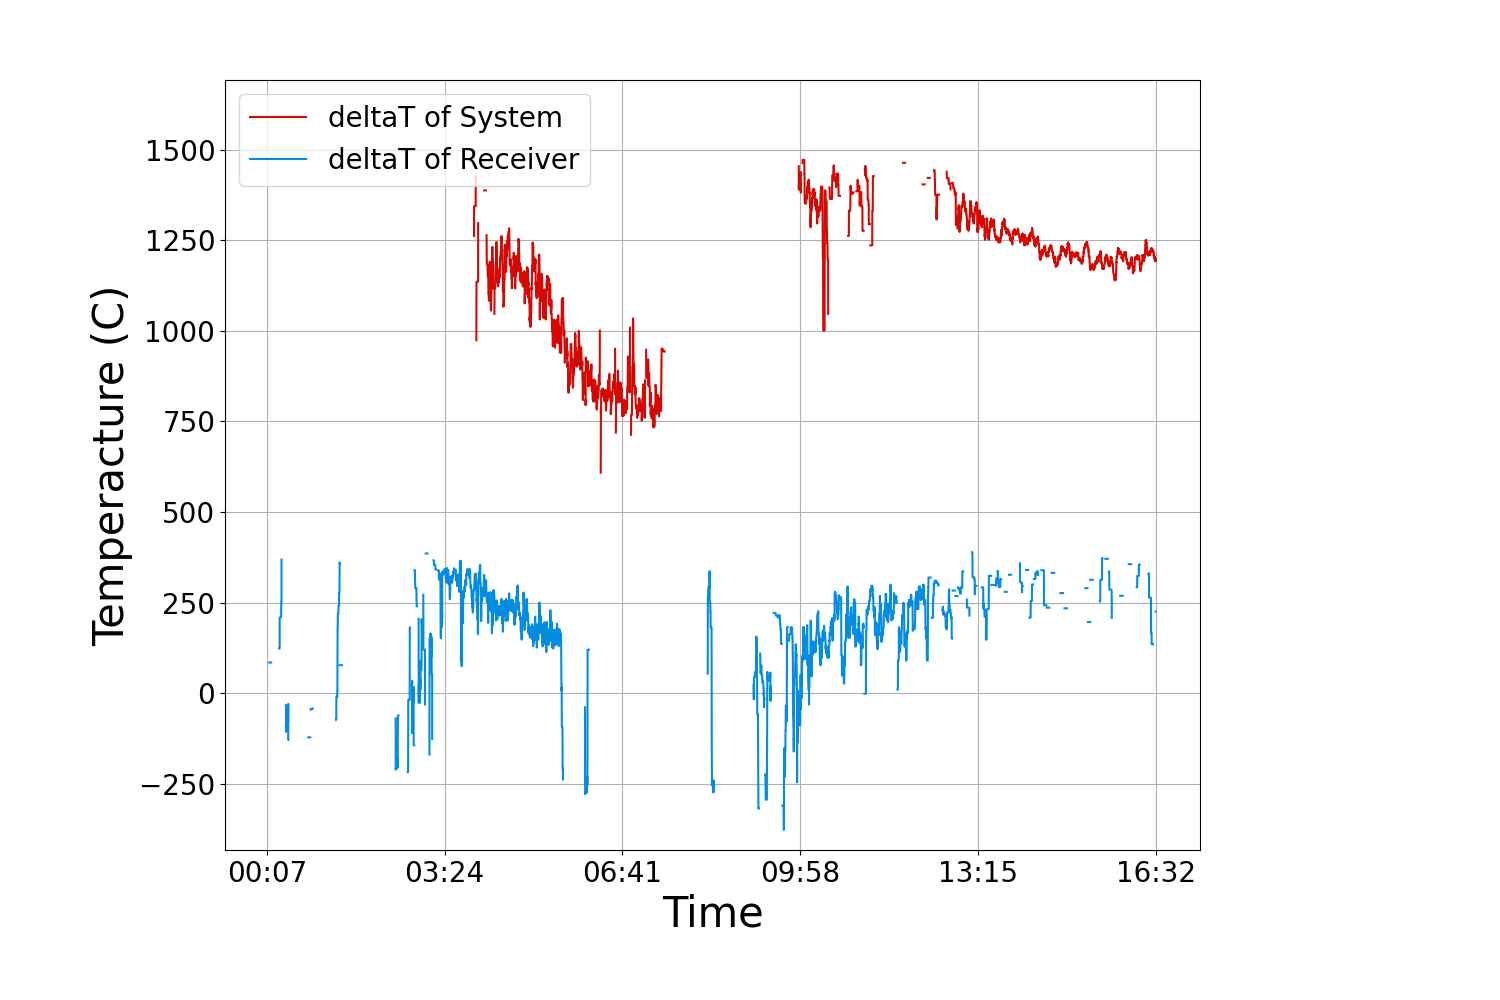 deltaT of System
deltaT of Receiver
Temperacture (C)
1500
1250
1000
750
500
250
0
−250
00:07 03:24 06:41 09:58 13:15 16:32
Time